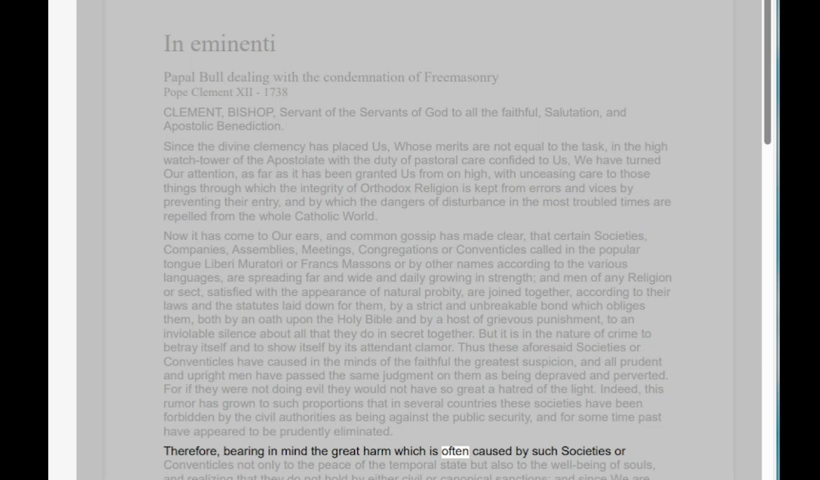 In eminenti
Papal Bull dealing with the condemnation of Freemasonry
Pope Clement XII - 1738
CLEMENT, BISHOP, Servant of the Servants of God to all the faithful, Salutation, and
Apostolic Benediction.
Since the divine clemency has placed Us, Whose merits are not equal to the task, in the high
watch-tower of the Apostolate with the duty of pastoral care confided to Us, We have turned
Our attention, as far as it has been granted Us from on high, with unceasing care to those
things through which the integrity of Orthodox Religion is kept from errors and vices by
preventing their entry, and by which the dangers of disturbance in the most troubled times are
repelled from the whole Catholic World.
Now it has come to Our ears, and common gossip has made clear, that certain Societies,
Companies, Assemblies, Meetings, Congregations or Conventicles called in the popular
tongue Liberi Muratori or Francs Massons or by other names according to the various
languages, are spreading far and wide and daily growing in strength; and men of any Religion
or sect, satisfied with the appearance of natural probity, are joined together, according to their
laws and the statutes laid down for them, by a strict and unbreakable bond which obliges
them, both by an oath upon the Holy Bible and by a host of grievous punishment, to an
inviolable silence about all that they do in secret together. But it is in the nature of crime to
betray itself and to show itself by its attendant clamor. Thus these aforesaid Societies or
Conventicles have caused in the minds of the faithful the greatest suspicion, and all prudent
and upright men have passed the same judgment on them as being depraved and perverted.
For if they were not doing evil they would not have so great a hatred of the light. Indeed, this
rumor has grown to such proportions that in several countries these societies have been
forbidden by the civil authorities as being against the public security, and for some time past
have appeared to be prudently eliminated.
Therefore, bearing in mind the great harm which is often caused by such Societies or
Conventicles not only to the peace of the temporal state but also to the well-being of souls,
and realizing that they do not hold by either civil or canonical sanctions; and since We are